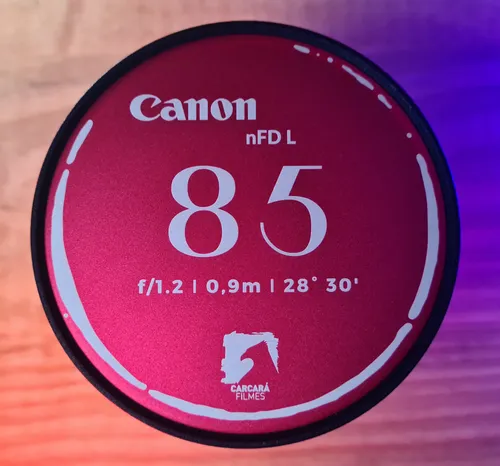 Canon
nFD L
85
f/1.2 | 0,9m | 28° 30'
CARCARÁ
FILMES